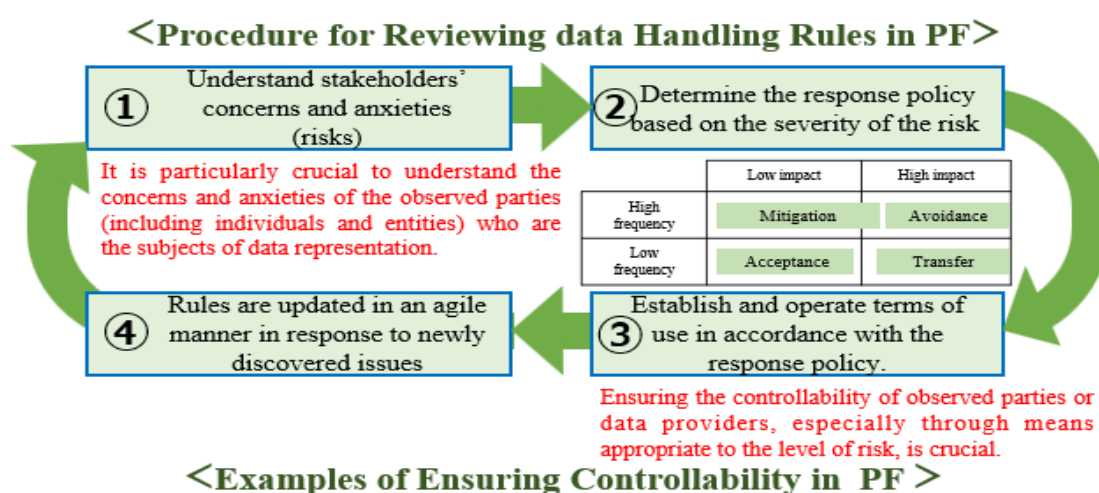 <Procedure for Reviewing data Handling Rules in PF>
① Understand stakeholders'
concerns and anxieties
(risks)
② Determine the response policy
based on the severity of the risk
It is particularly crucial to understand the
concerns and anxieties of the observed parties
(including individuals and entities) who are
the subjects of data representation.
Low impact High impact
High
frequency
Mitigation Avoidance
Low
frequency
Acceptance Transfer
③ Establish and operate terms of
use in accordance with the
response policy.
④ Rules are updated in an agile
manner in response to newly
discovered issues
Ensuring the controllability of observed parties or
data providers, especially through means
appropriate to the level of risk, is crucial.
<Examples of Ensuring Controllability in PF >